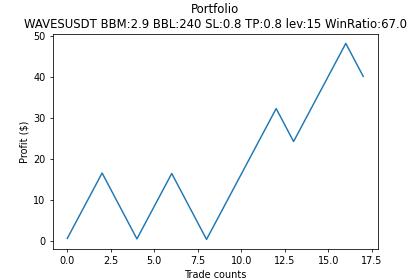 Portfolio
WAVESUSDT BBM:2.9 BBL:240 SL:0.8 TP:0.8 lev:15 WinRatio:67.0
50
40
30
20
10
0
Profit ($)
0.0 2.5 5.0 7.5 10.0 12.5 15.0 17.5
Trade counts